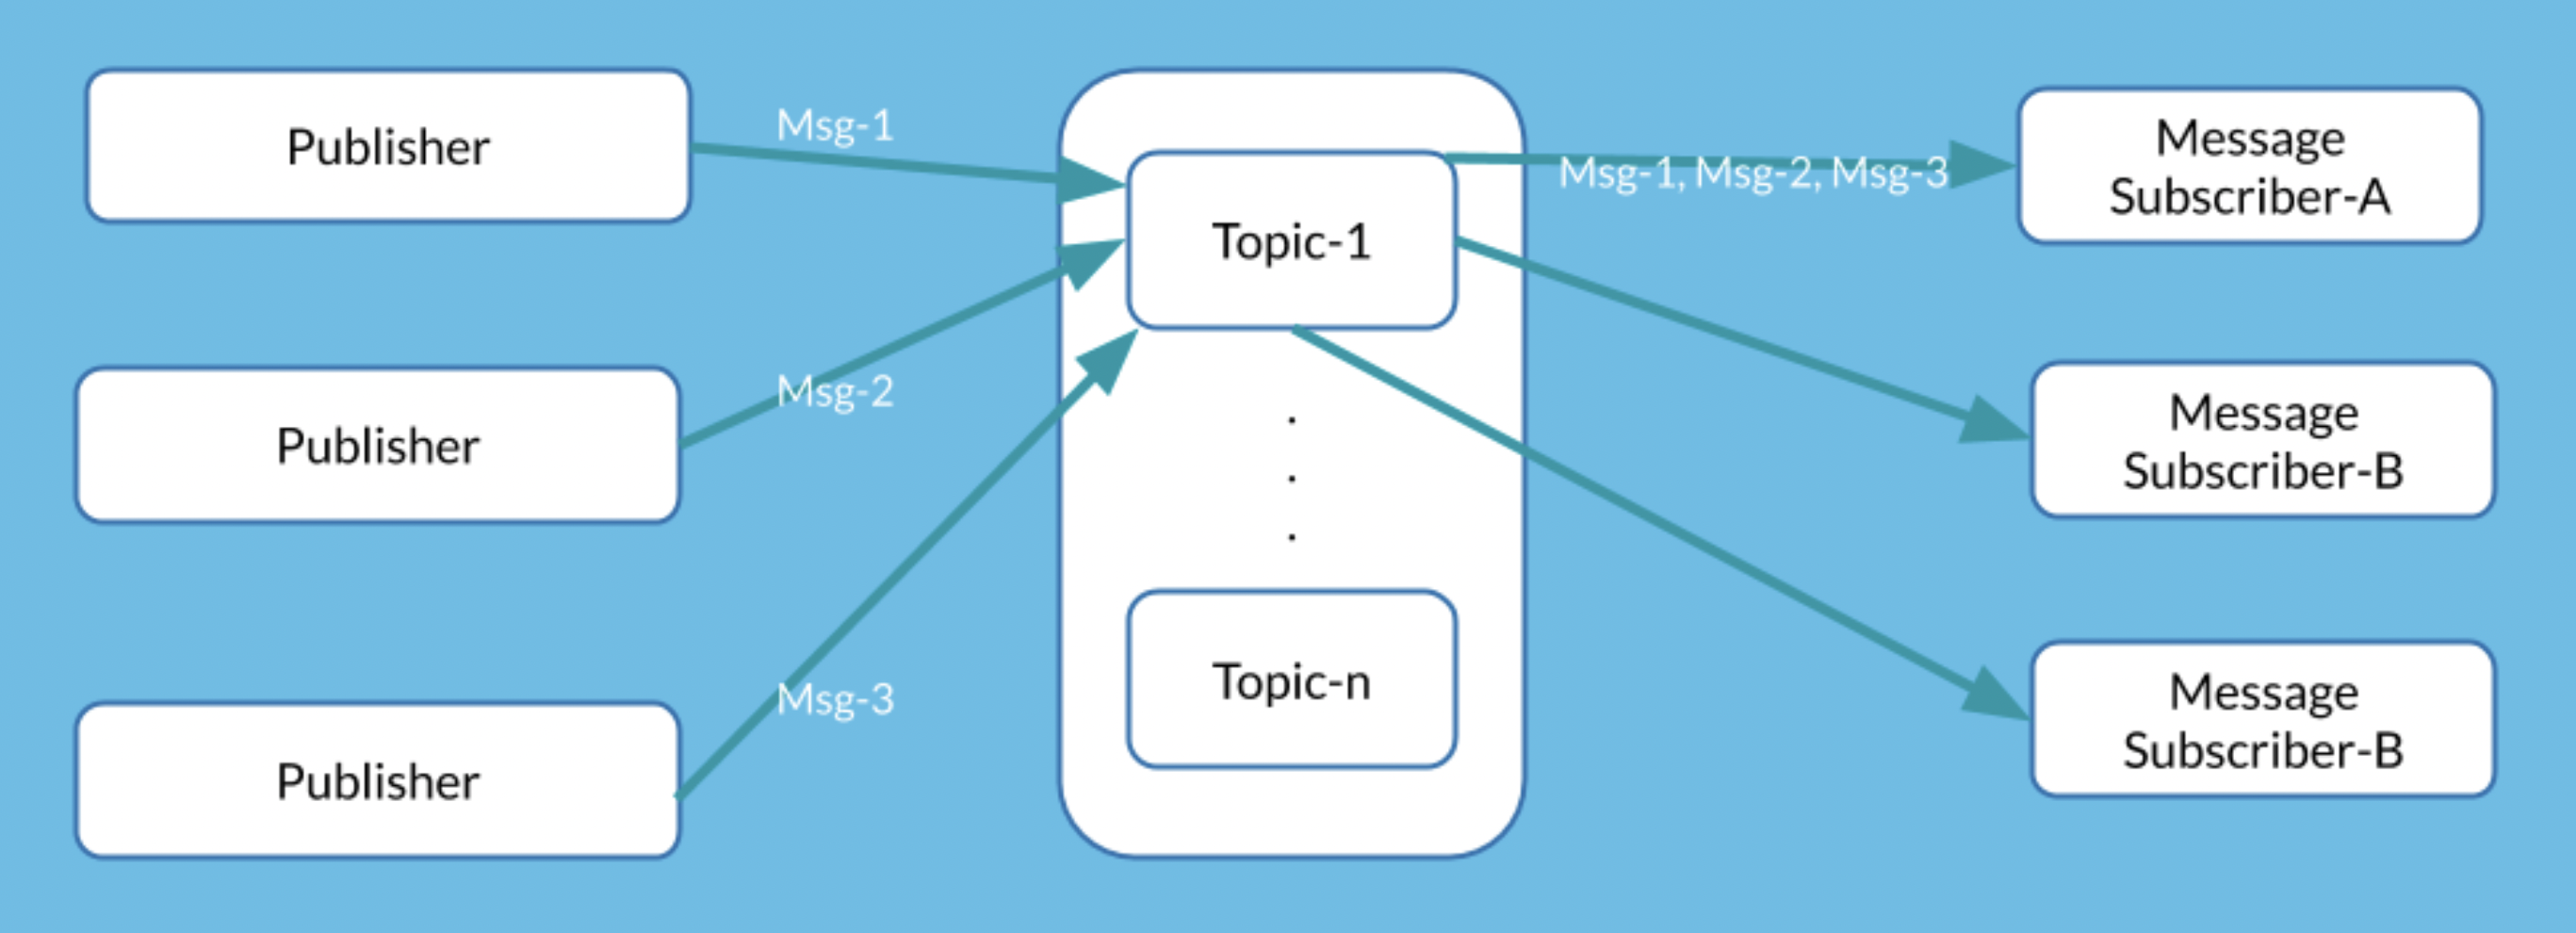 Publisher
Msg-1
Publisher
Msg-2
Publisher
Msg-3
Topic-1
.
.
.
Topic-n
Msg-1, Msg-2, Msg-3
Message
Subscriber-A
Message
Subscriber-B
Message
Subscriber-B